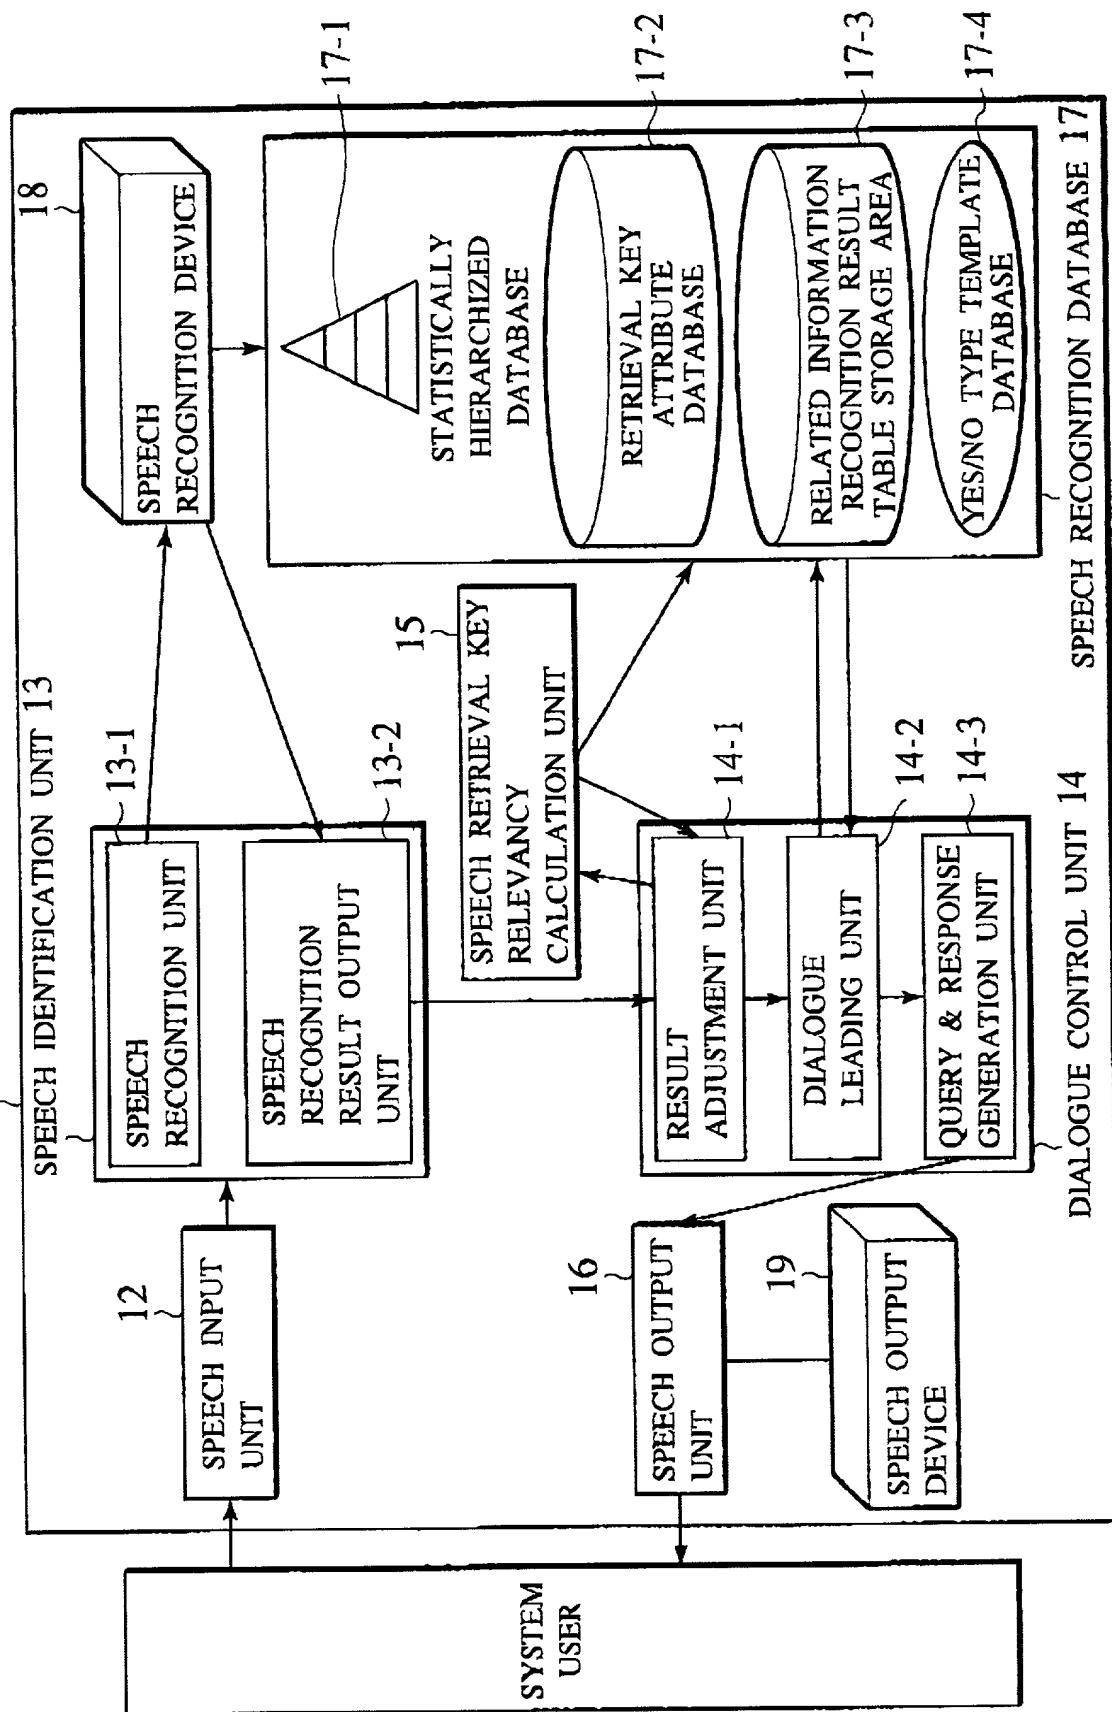 SPEECH IDENTIFICATION UNIT 13
SYSTEM
USER
12
SPEECH INPUT
UNIT
13-1
SPEECH
RECOGNITION UNIT
13-2
SPEECH
RECOGNITION
RESULT OUTPUT
UNIT
18
SPEECH
RECOGNITION DEVICE
17-1
STATISTICALLY
HIERARCHIZED
DATABASE
17-2
RETRIEVAL KEY
ATTRIBUTE
DATABASE
17-3
RELATED INFORMATION
RECOGNITION RESULT
TABLE STORAGE AREA
17-4
YES/NO TYPE TEMPLATE
DATABASE
SPEECH RECOGNITION DATABASE 17
15
SPEECH RETRIEVAL KEY
RELEVANCY
CALCULATION UNIT
14-1
RESULT
ADJUSTMENT UNIT
14-2
DIALOGUE
LEADING UNIT
14-3
QUERY & RESPONSE
GENERATION UNIT
DIALOGUE CONTROL UNIT 14
16
SPEECH OUTPUT
UNIT
19
SPEECH OUTPUT
DEVICE